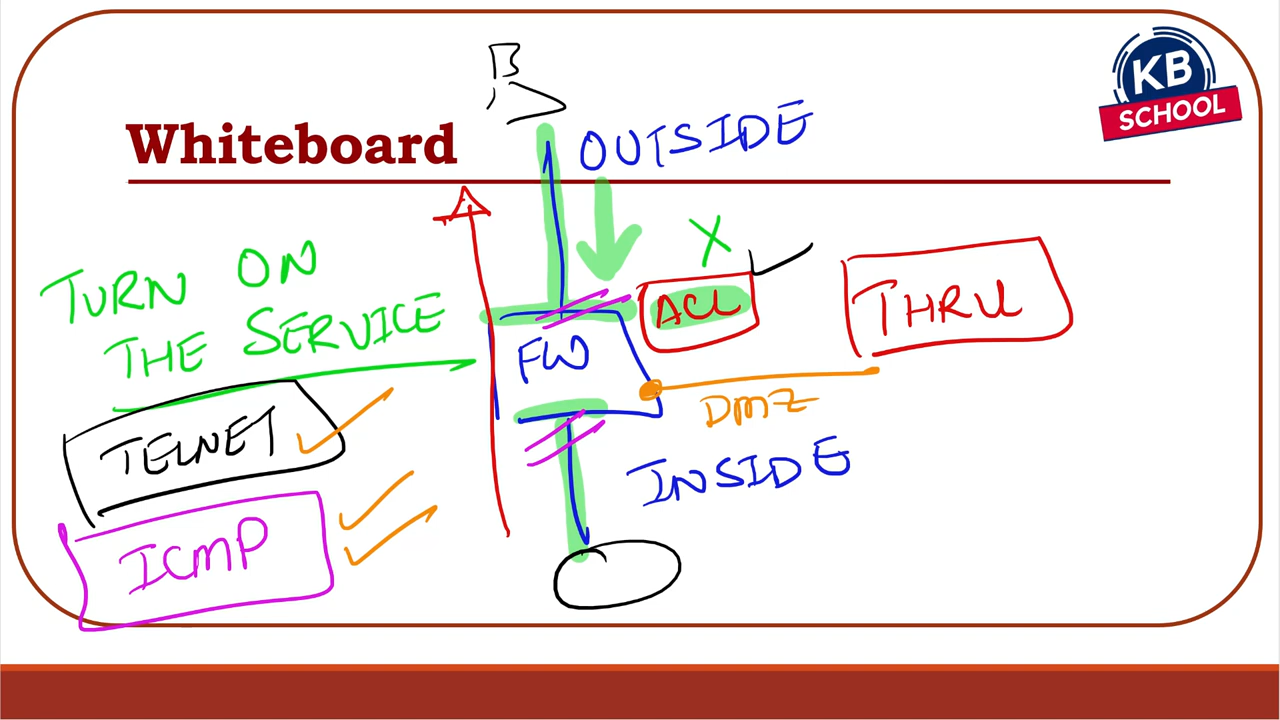 KB
SCHOOL
Whiteboard
OUTSIDE
X
TURN ON
THE SERVICE
ACL
THRU
FW
DMZ
TELNET
INSIDE
ICMP